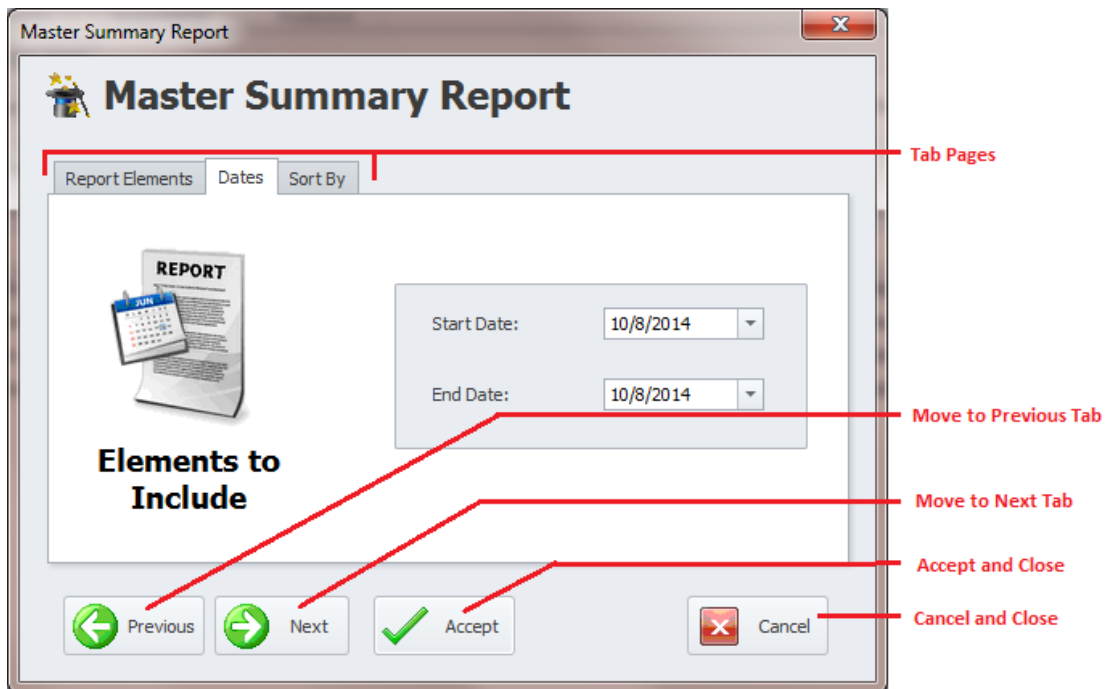 Master Summary Report
Master Summary Report
Tab Pages
Report Elements
Dates
Sort By
REPORT
JUN
Start Date:
10/8/2014
End Date:
10/8/2014
Move to Previous Tab
Elements to
Include
Move to Next Tab
Accept and Close
Previous
Next
Accept
Cancel
Cancel and Close